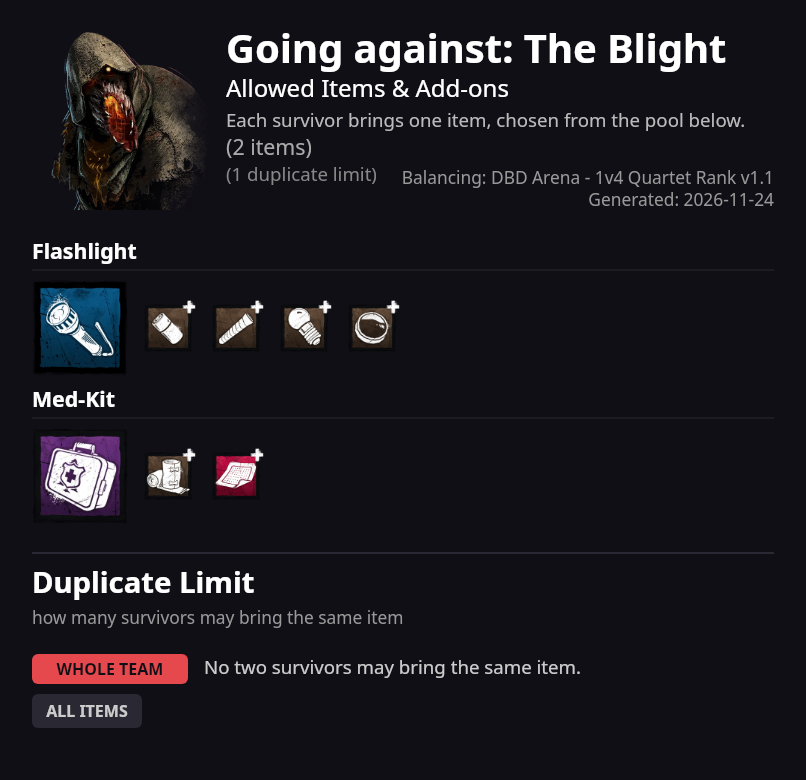 Going against: The Blight
Allowed Items & Add-ons
Each survivor brings one item, chosen from the pool below.
(2 items)
(1 duplicate limit)
Balancing: DBD Arena - 1v4 Quartet Rank v1.1
Generated: 2026-11-24
Flashlight
Med-Kit
Duplicate Limit
how many survivors may bring the same item
WHOLE TEAM
No two survivors may bring the same item.
ALL ITEMS